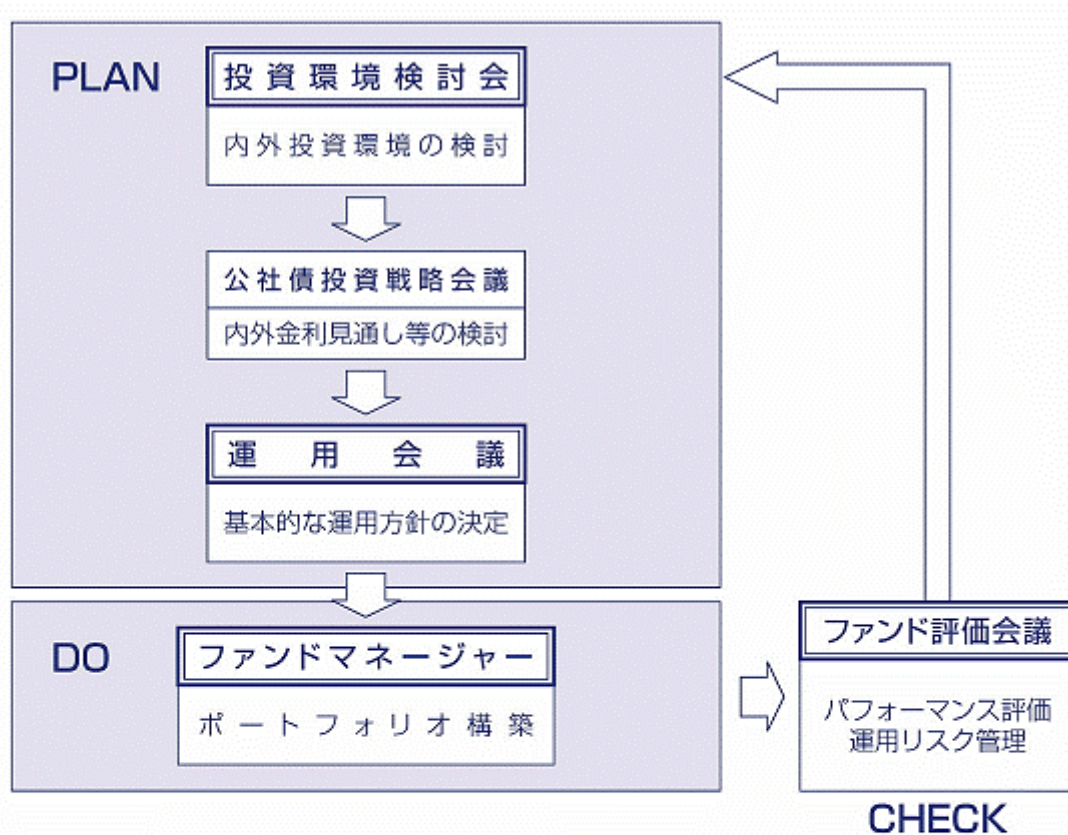 PLAN
投資環境検討会
内外投資環境の検討
公社債投資戦略会議
内外金利見通し等の検討
運用会議
基本的な運用方針の決定
DO
ファンドマネージャー
ポートフォリオ構築
ファンド評価会議
パフォーマンス評価
運用リスク管理
CHECK